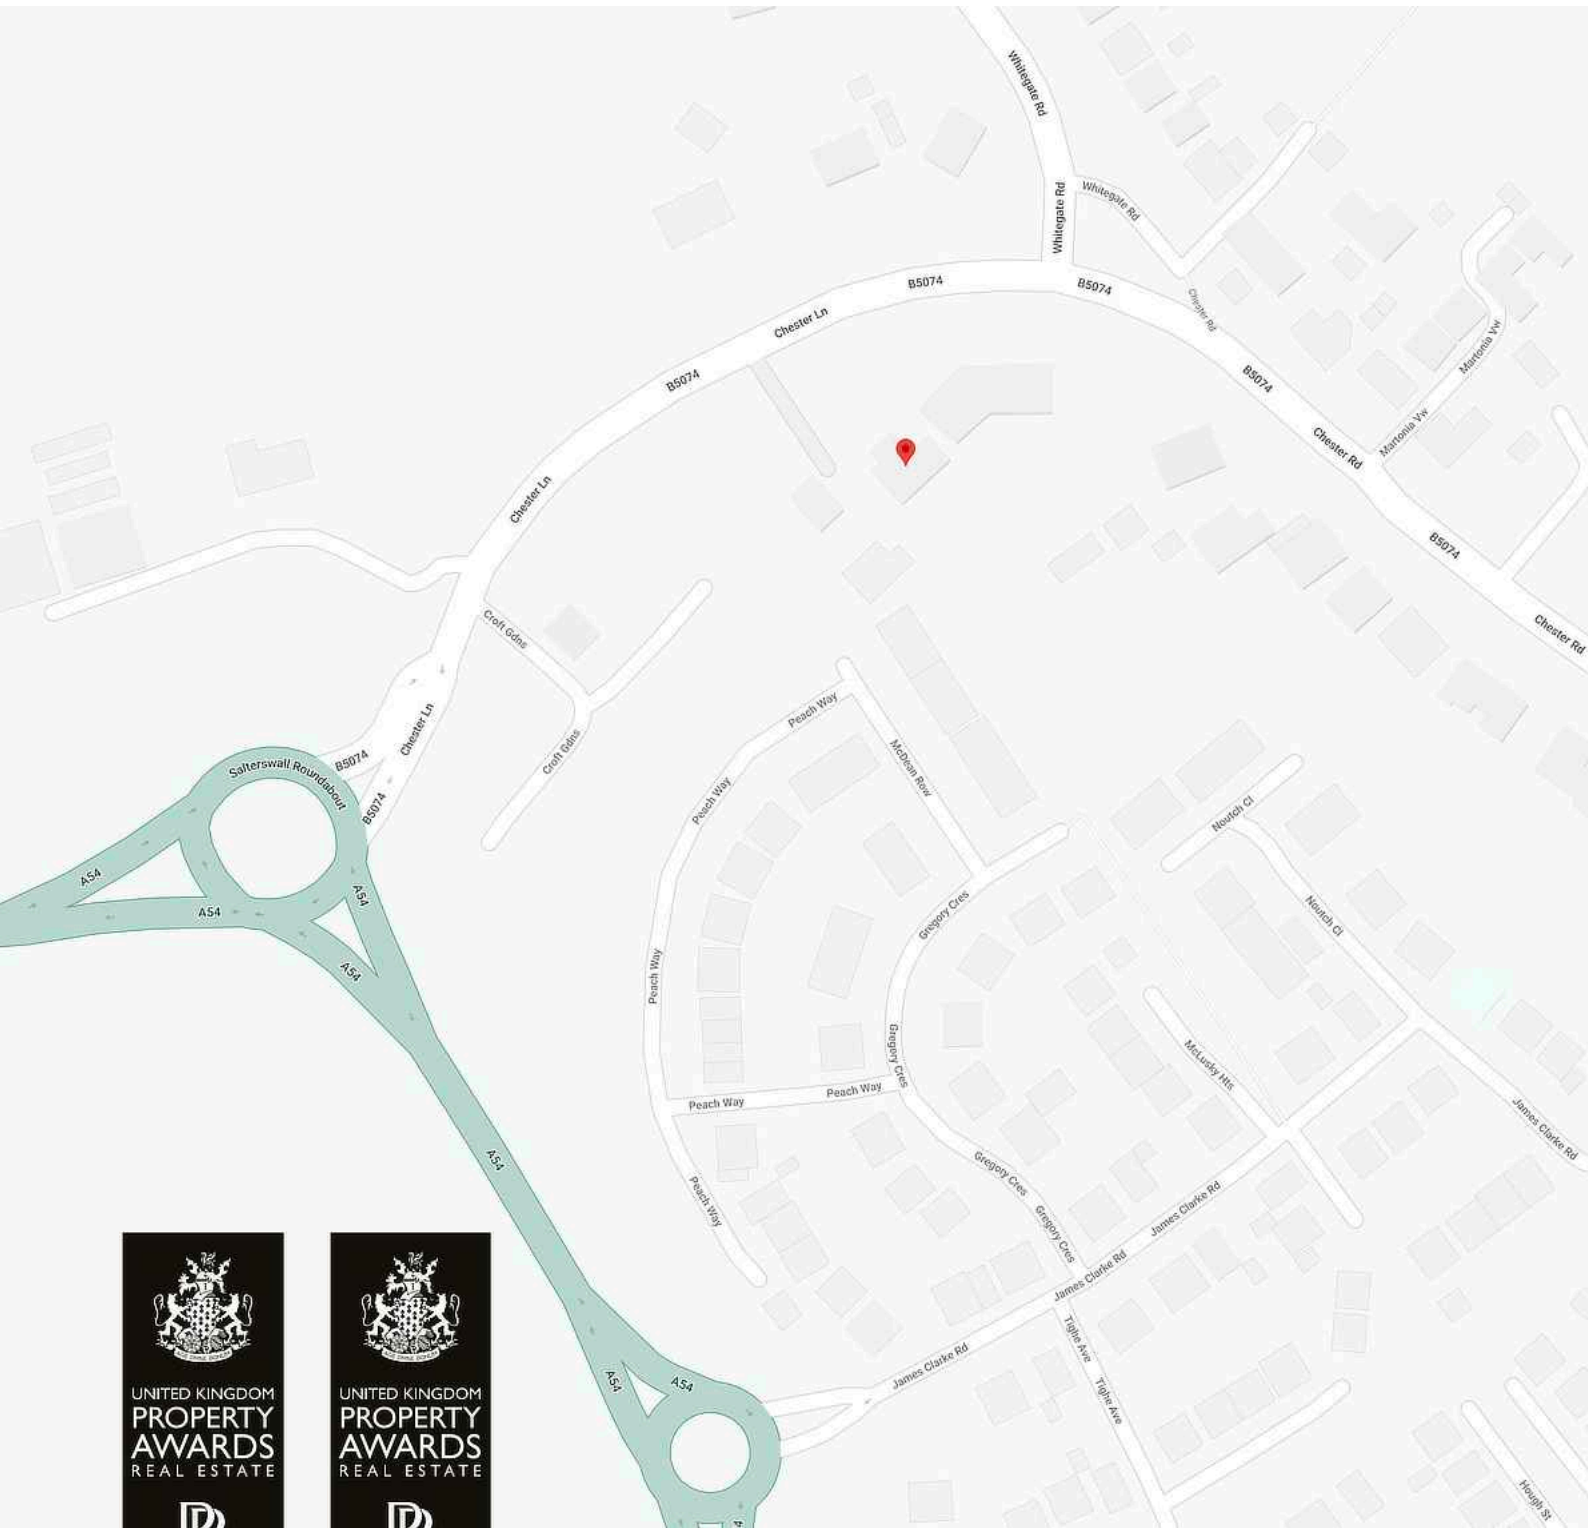 Whitegate Rd
Whitegate Rd
Whitegate Rd
B5074
B5074
Chester Ln
Chester Rd
Martonia Vw
B5074
B5074
Martonia Vw
Chester Rd
Chester Ln
B5074
Croft Gdns
Chester Rd
Peach Way
Chester Ln
Croft Gdns
B5074
Salterswall Roundabout
McDean Row
Peach Way
B5074
Noutch Cl
A54
A54
A54
Gregory Cres
Noutch Cl
A54
Peach Way
Gregory Cres
McLusky Hts
Peach Way
Peach Way
James Clarke Rd
A54
Gregory Cres
Peach Way
James Clarke Rd
Gregory Cres
James Clarke Rd
Tighe Ave
James Clarke Rd
A54
A54
Tighe Ave
Hough St
UNITED KINGDOM
PROPERTY
AWARDS
REAL ESTATE
UNITED KINGDOM
PROPERTY
AWARDS
REAL ESTATE